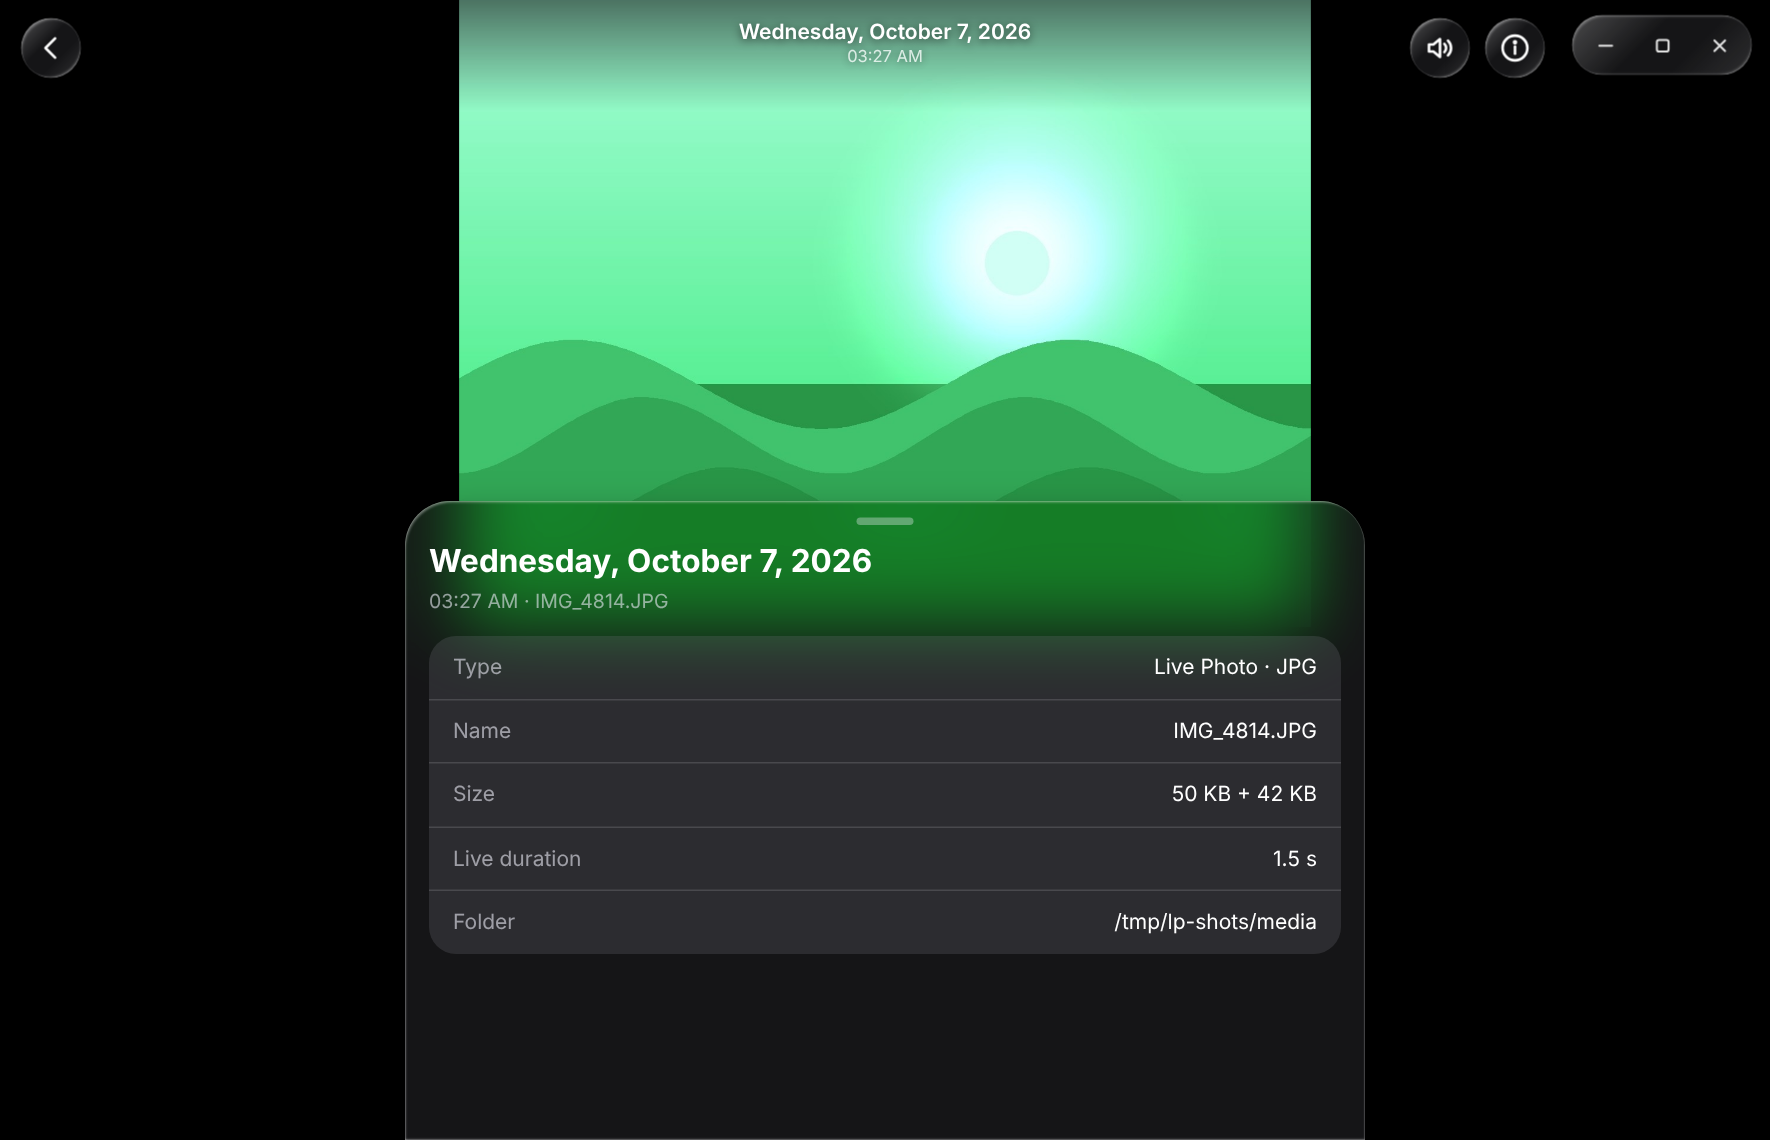 Wednesday, October 7, 2026
03:27 AM
Wednesday, October 7, 2026
03:27 AM · IMG_4814.JPG
Type Live Photo · JPG
Name IMG_4814.JPG
Size 50 KB + 42 KB
Live duration 1.5 s
Folder /tmp/lp-shots/media